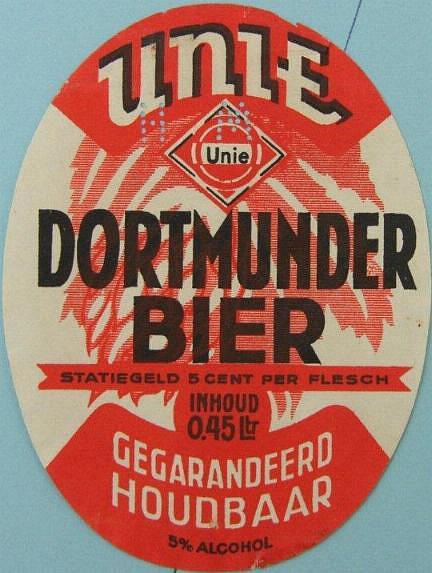 UNIE
Unie
DORTMUNDER
BIER
STATIEGELD 5 CENT PER FLESCH
INHOUD
0.45 Ltr
GEGARANDEERD
HOUDBAAR
5% ALCOHOL